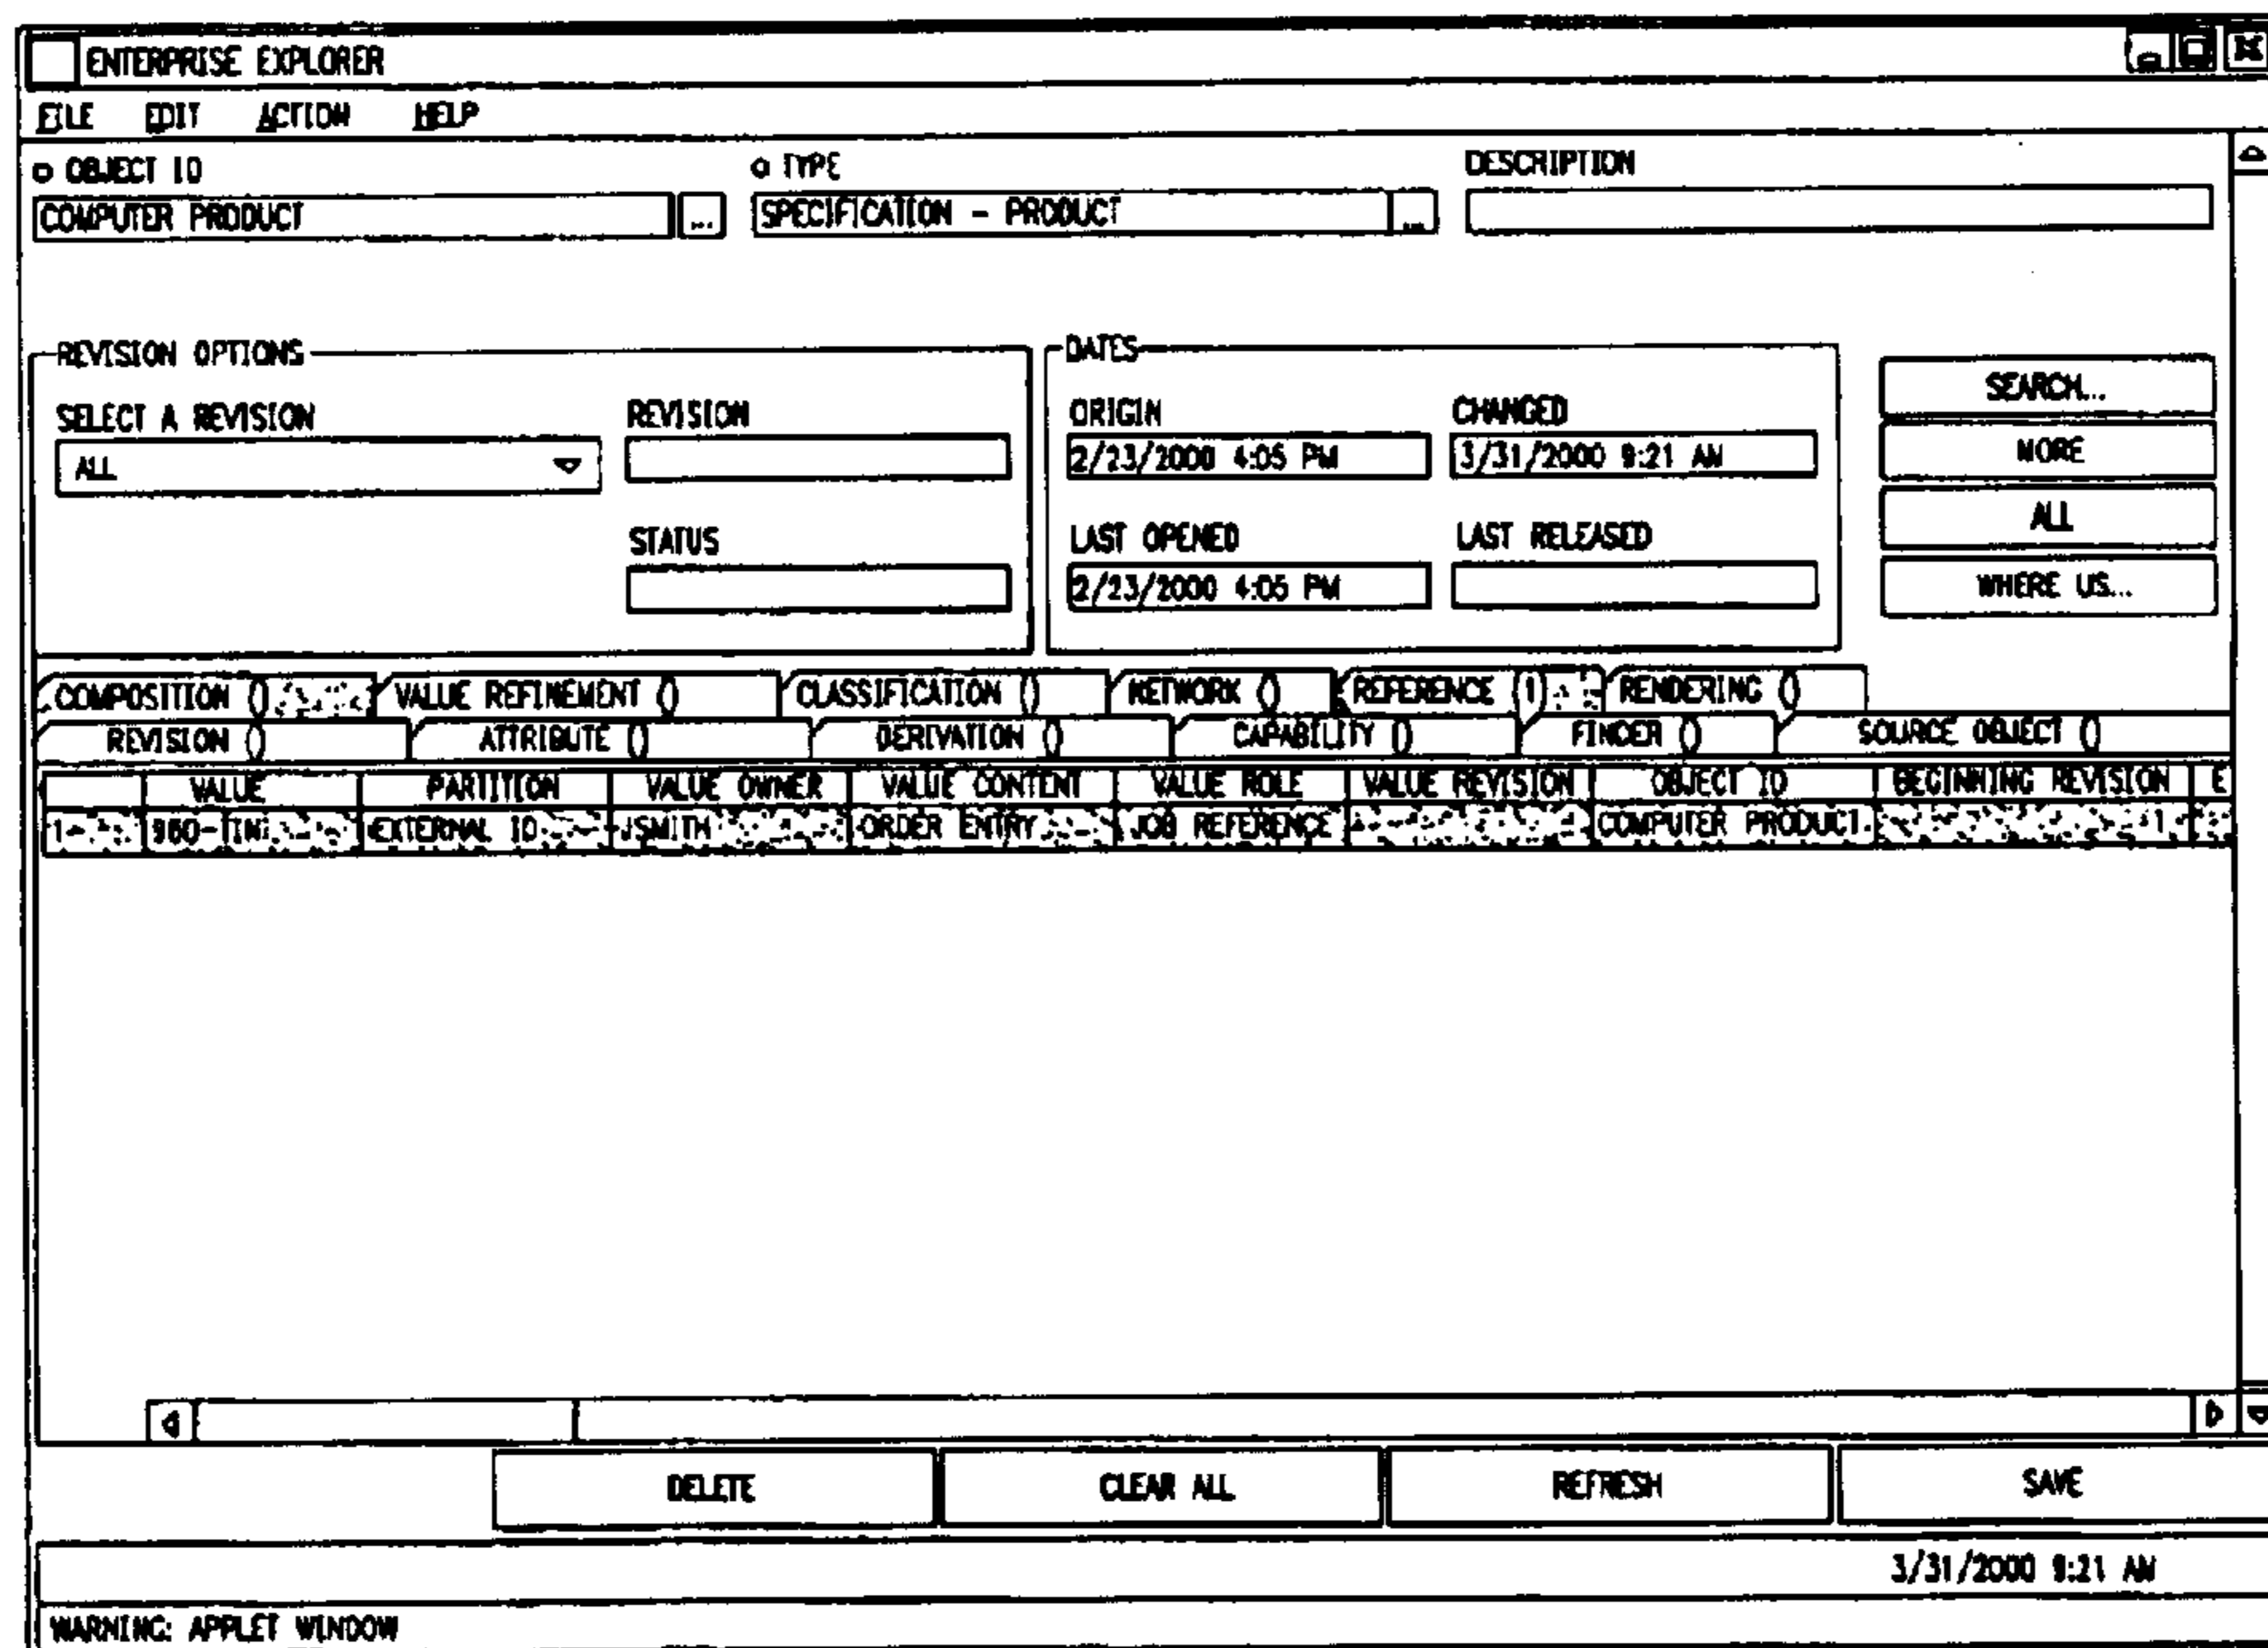 ENTERPRISE EXPLORER
FILE EDIT ACTION HELP
OBJECT ID TYPE DESCRIPTION
COMPUTER PRODUCT ... SPECIFICATION - PRODUCT ...
REVISION OPTIONS DATES
SEARCH...
SELECT A REVISION REVISION ORIGIN CHANGED
ALL 2/23/2000 4:05 PM 3/31/2000 9:21 AM MORE
ALL
STATUS LAST OPENED LAST RELEASED
2/23/2000 4:05 PM WHERE US...
COMPOSITION () VALUE REFINEMENT () CLASSIFICATION () NETWORK () REFERENCE (1) RENDERING ()
REVISION () ATTRIBUTE () DERIVATION () CAPABILITY () FINDER () SOURCE OBJECT ()
VALUE PARTITION VALUE OWNER VALUE CONTENT VALUE ROLE VALUE REVISION OBJECT ID BEGINNING REVISION E
1 EXTERNAL ID JSMITH ORDER ENTRY JOB REFERENCE COMPUTER PRODUCT 1
DELETE CLEAR ALL REFRESH SAVE
3/31/2000 9:21 AM
WARNING: APPLET WINDOW